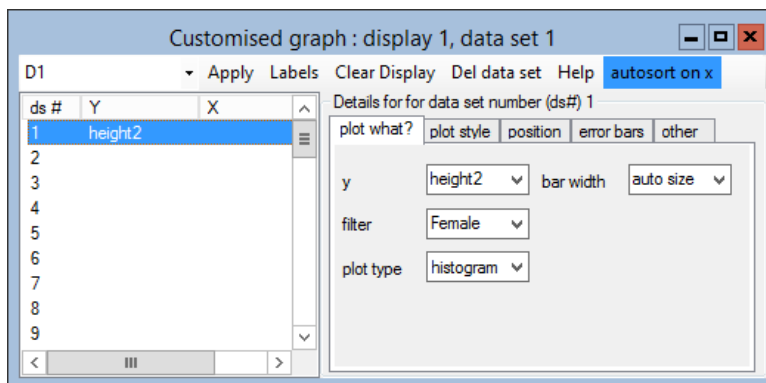 Customised graph : display 1, data set 1
D1 Apply Labels Clear Display Del data set Help autosort on x
ds # Y X
1 height2
2
3
4
5
6
7
8
9
Details for for data set number (ds#) 1
plot what? plot style position error bars other
y height2 bar width auto size
filter Female
plot type histogram